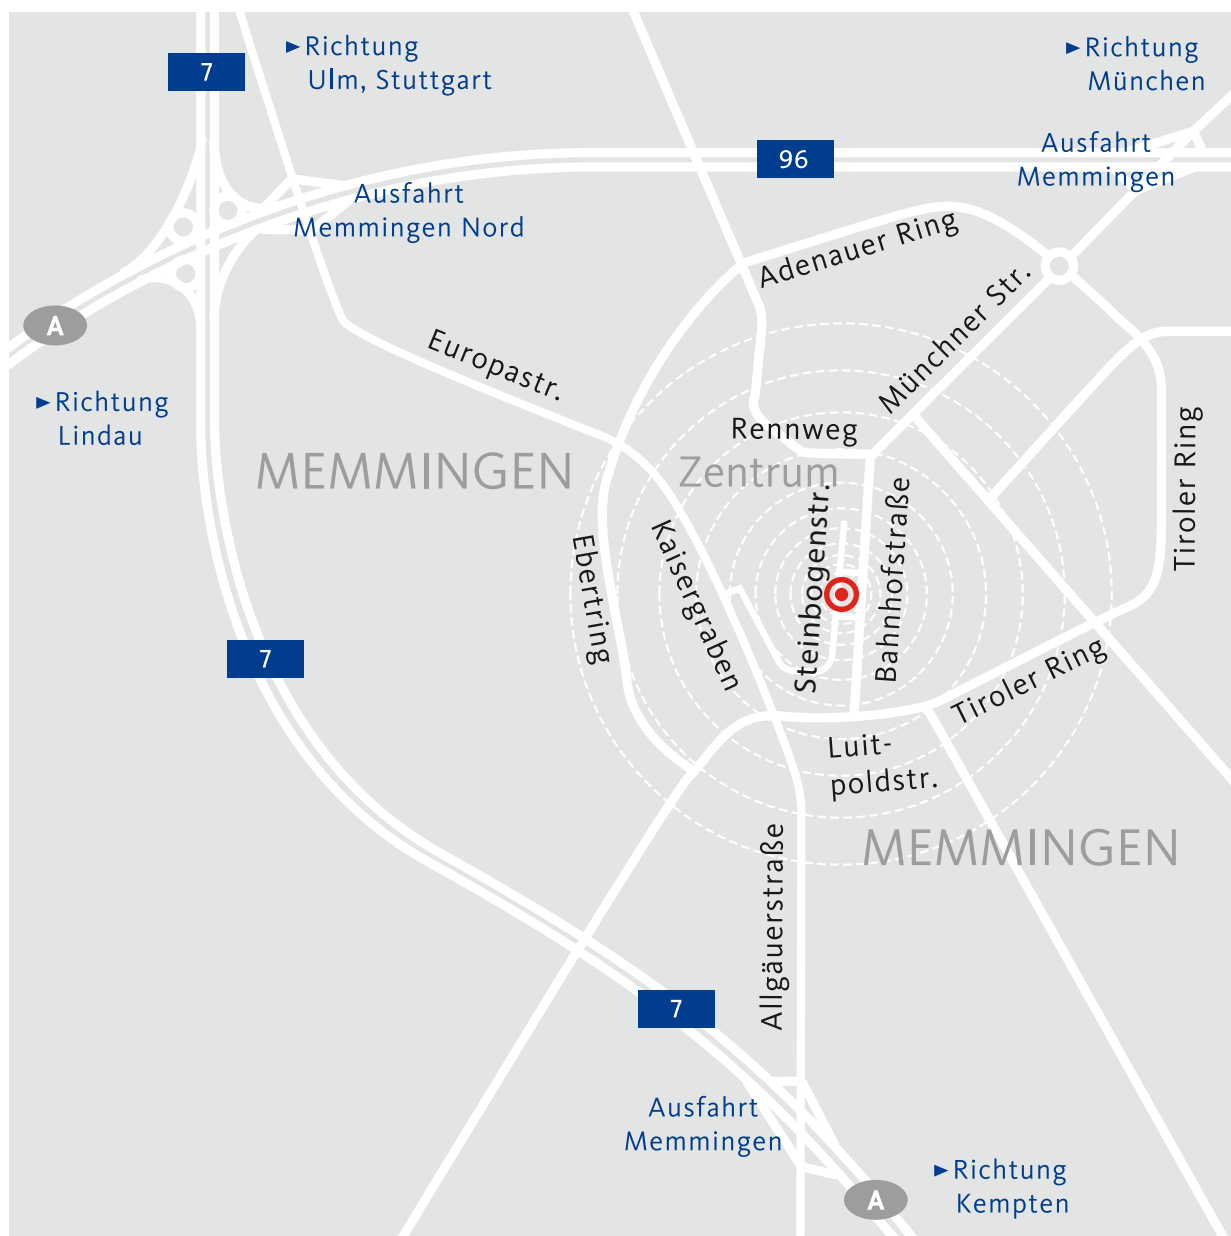 7
►Richtung
Ulm, Stuttgart
►Richtung
München
96
Ausfahrt
Memmingen
Ausfahrt
Memmingen Nord
Adenauer Ring
A
Münchner Str.
Europastr.
►Richtung
Lindau
MEMMINGEN
Rennweg
Zentrum
Tiroler Ring
Steinbogenstr.
Bahnhofstraße
Kaisergraben
Ebertring
7
Tiroler Ring
Luit-
poldstr.
MEMMINGEN
Allgäuerstraße
7
Ausfahrt
Memmingen
A
►Richtung
Kempten